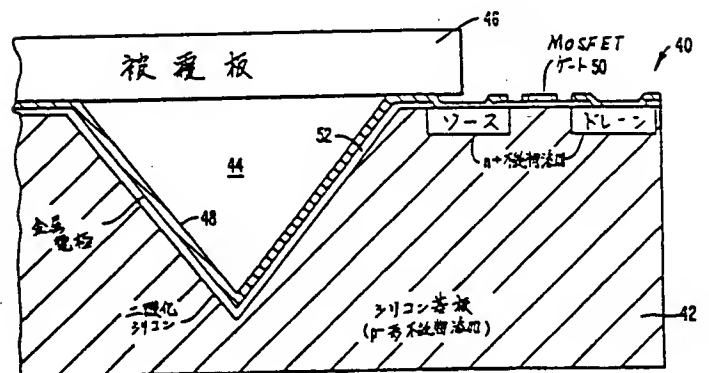 46
被覆板
MOSFET
ゲート50
40
ソース
ドレーン
52
n+不純物添加
44
48
金属
電極
二酸化
シリコン
シリコン基板
(p-形不純物添加)
42